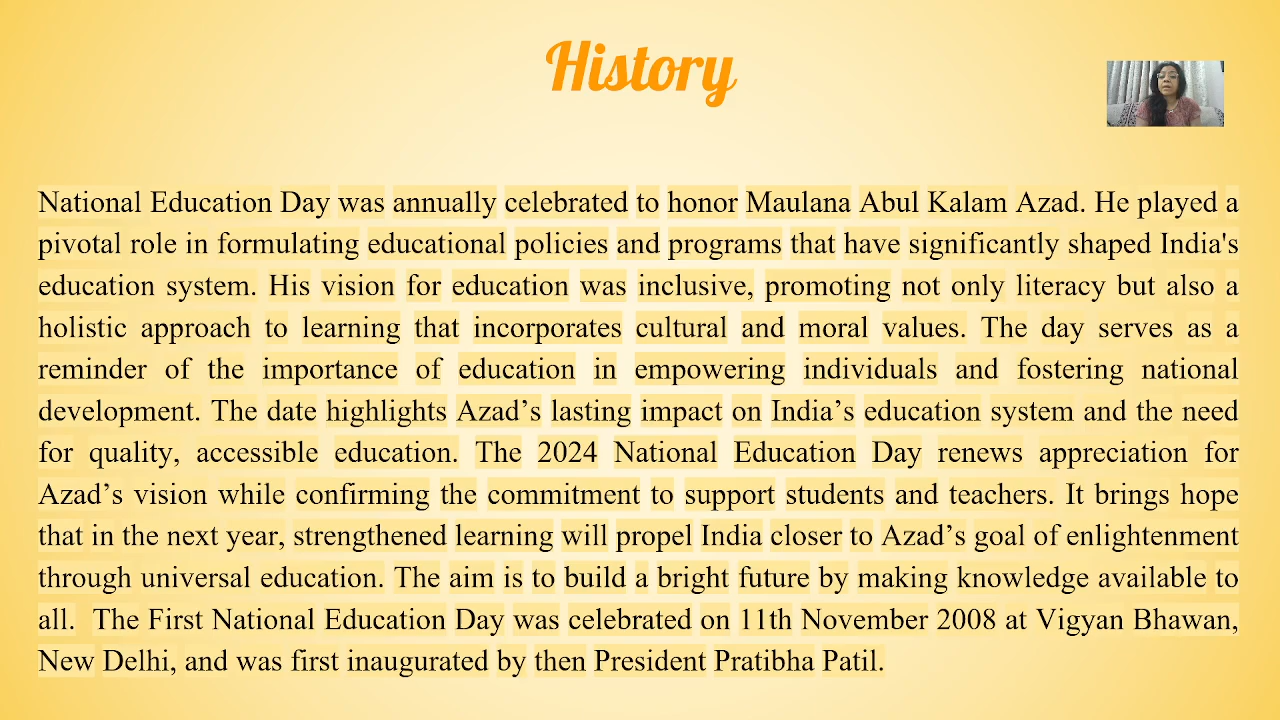 History
National Education Day was annually celebrated to honor Maulana Abul Kalam Azad. He played a
pivotal role in formulating educational policies and programs that have significantly shaped India's
education system. His vision for education was inclusive, promoting not only literacy but also a
holistic approach to learning that incorporates cultural and moral values. The day serves as a
reminder of the importance of education in empowering individuals and fostering national
development. The date highlights Azad’s lasting impact on India’s education system and the need
for quality, accessible education. The 2024 National Education Day renews appreciation for
Azad’s vision while confirming the commitment to support students and teachers. It brings hope
that in the next year, strengthened learning will propel India closer to Azad’s goal of enlightenment
through universal education. The aim is to build a bright future by making knowledge available to
all. The First National Education Day was celebrated on 11th November 2008 at Vigyan Bhawan,
New Delhi, and was first inaugurated by then President Pratibha Patil.